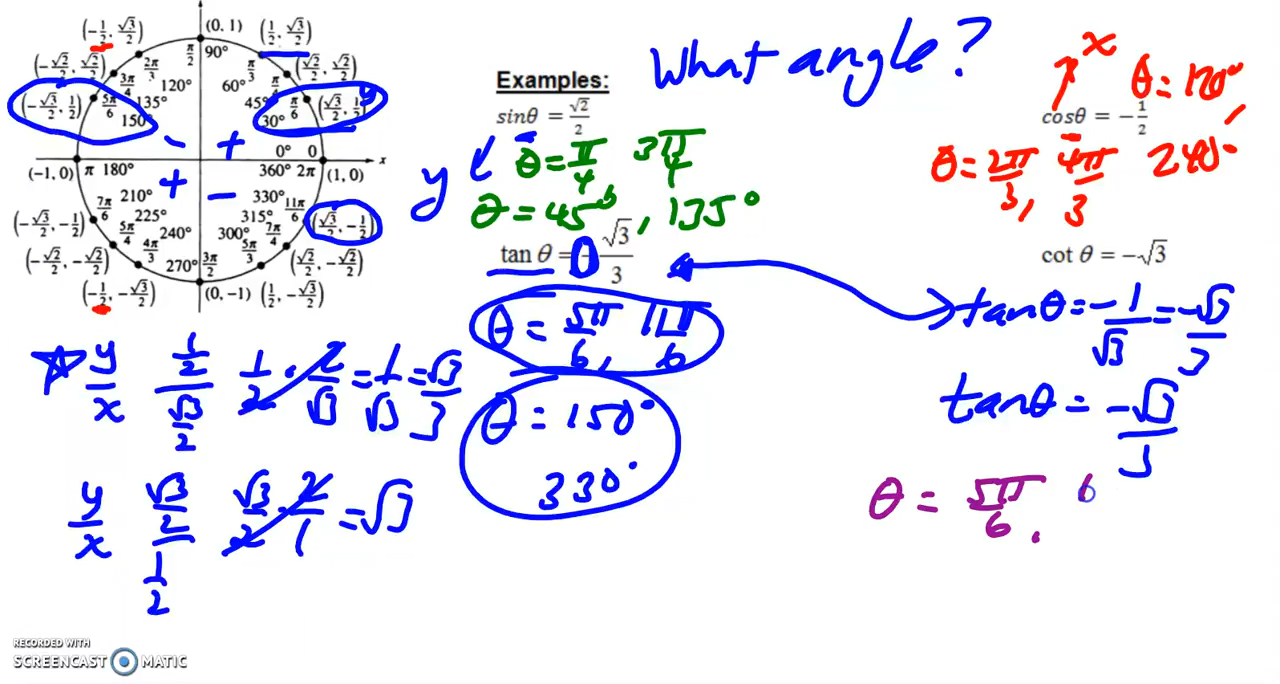 What angle?
(-1/2, √3/2) (0, 1) (1/2, √3/2)
(-√2/2, √2/2) 2π/3 π/2 90° π/3 (√2/2, √2/2)
3π/4 120° 60°
(-√3/2, 1/2) 5π/6 135° 45° π/6 (√3/2, 1/2) y
150° 30°
- +
0° 0
(-1, 0) π 180° 360° 2π (1, 0) x
+ -
7π/6 210° 330° 11π/6
(-√3/2, -1/2) 225° 315° (√3/2, -1/2)
5π/4 240° 300° 7π/4
(-√2/2, -√2/2) 4π/3 270° 3π/2 5π/3 (√2/2, -√2/2)
(-1/2, -√3/2) (0, -1) (1/2, -√3/2)
y/x 1/2 / √3/2 1/2 · 2/√3 = 1/√3 = √3/3
y/x √3/2 / 1/2 √3/2 · 2/1 = √3
Examples:
sinθ = √2/2
y
θ = π/4 3π/4
θ = 45°, 135°
tan θ = - √3/3
θ = 5π/6, 11π/6
θ = 150°
330°
x
θ = 120°,
cosθ = -1/2
θ = 2π/3, 4π/3 240°
cot θ = -√3
tanθ = -1/√3 = -√3/3
tanθ = -√3/3
θ = 5π/6,
RECORDED WITH
SCREENCAST MATIC